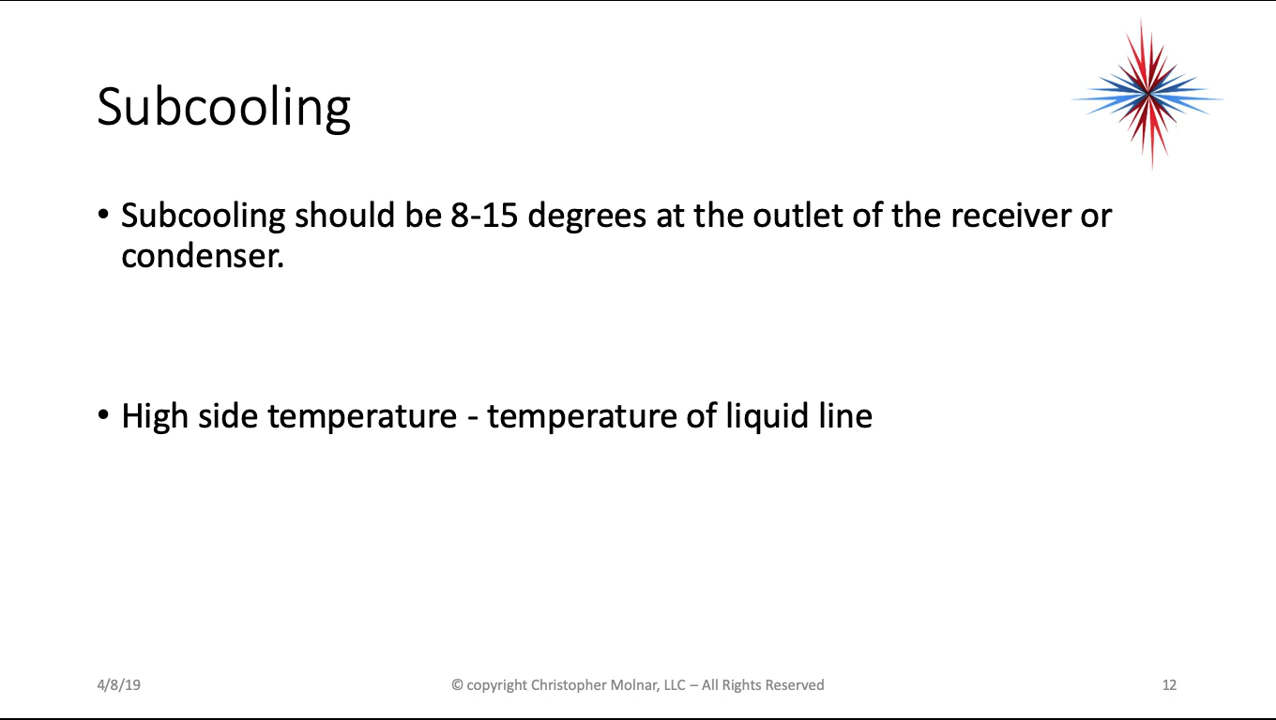 Subcooling
• Subcooling should be 8-15 degrees at the outlet of the receiver or
condenser.
• High side temperature - temperature of liquid line
4/8/19
© copyright Christopher Molnar, LLC – All Rights Reserved
12